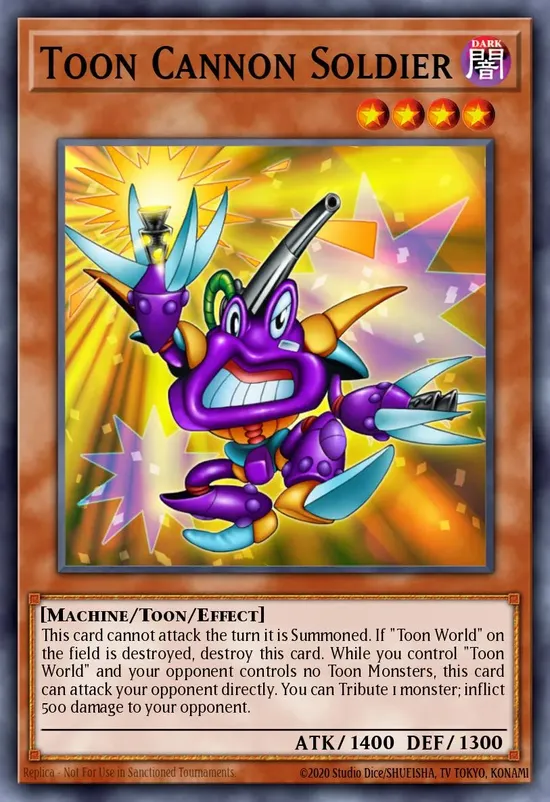 Toon Cannon Soldier
DARK
闇
[Machine/Toon/Effect]
This card cannot attack the turn it is Summoned. If "Toon World" on
the field is destroyed, destroy this card. While you control "Toon
World" and your opponent controls no Toon Monsters, this card
can attack your opponent directly. You can Tribute 1 monster; inflict
500 damage to your opponent.
ATK/ 1400 DEF/ 1300
Replica - Not For Use in Sanctioned Tournaments
©2020 Studio Dice/SHUEISHA, TV TOKYO, KONAMI